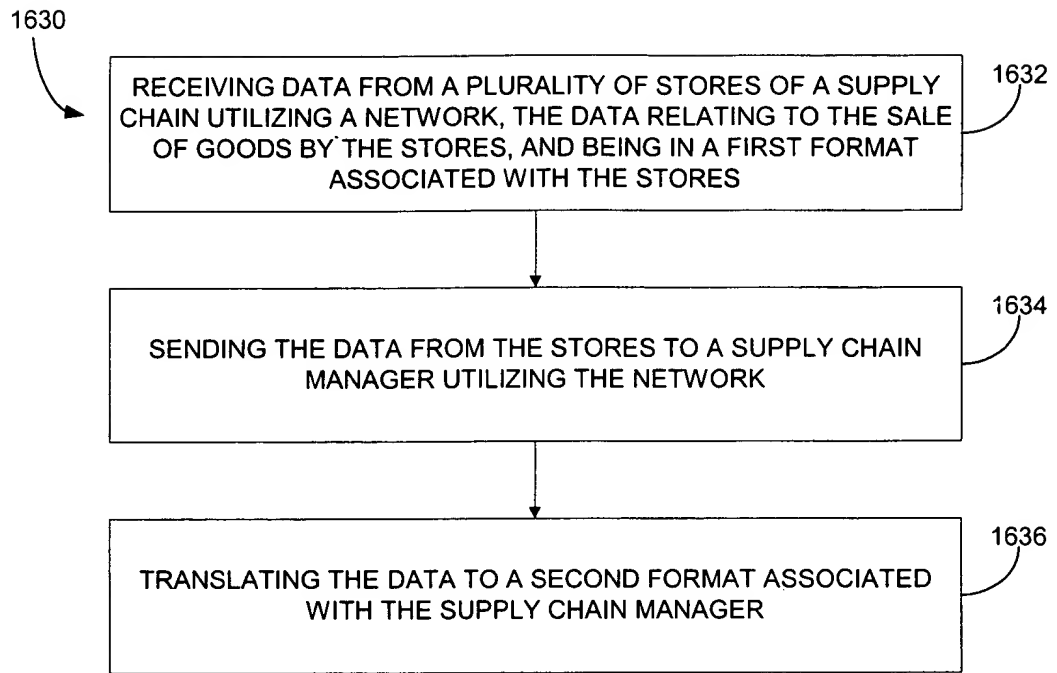 1630
RECEIVING DATA FROM A PLURALITY OF STORES OF A SUPPLY
CHAIN UTILIZING A NETWORK, THE DATA RELATING TO THE SALE
OF GOODS BY THE STORES, AND BEING IN A FIRST FORMAT
ASSOCIATED WITH THE STORES
1632
SENDING THE DATA FROM THE STORES TO A SUPPLY CHAIN
MANAGER UTILIZING THE NETWORK
1634
TRANSLATING THE DATA TO A SECOND FORMAT ASSOCIATED
WITH THE SUPPLY CHAIN MANAGER
1636